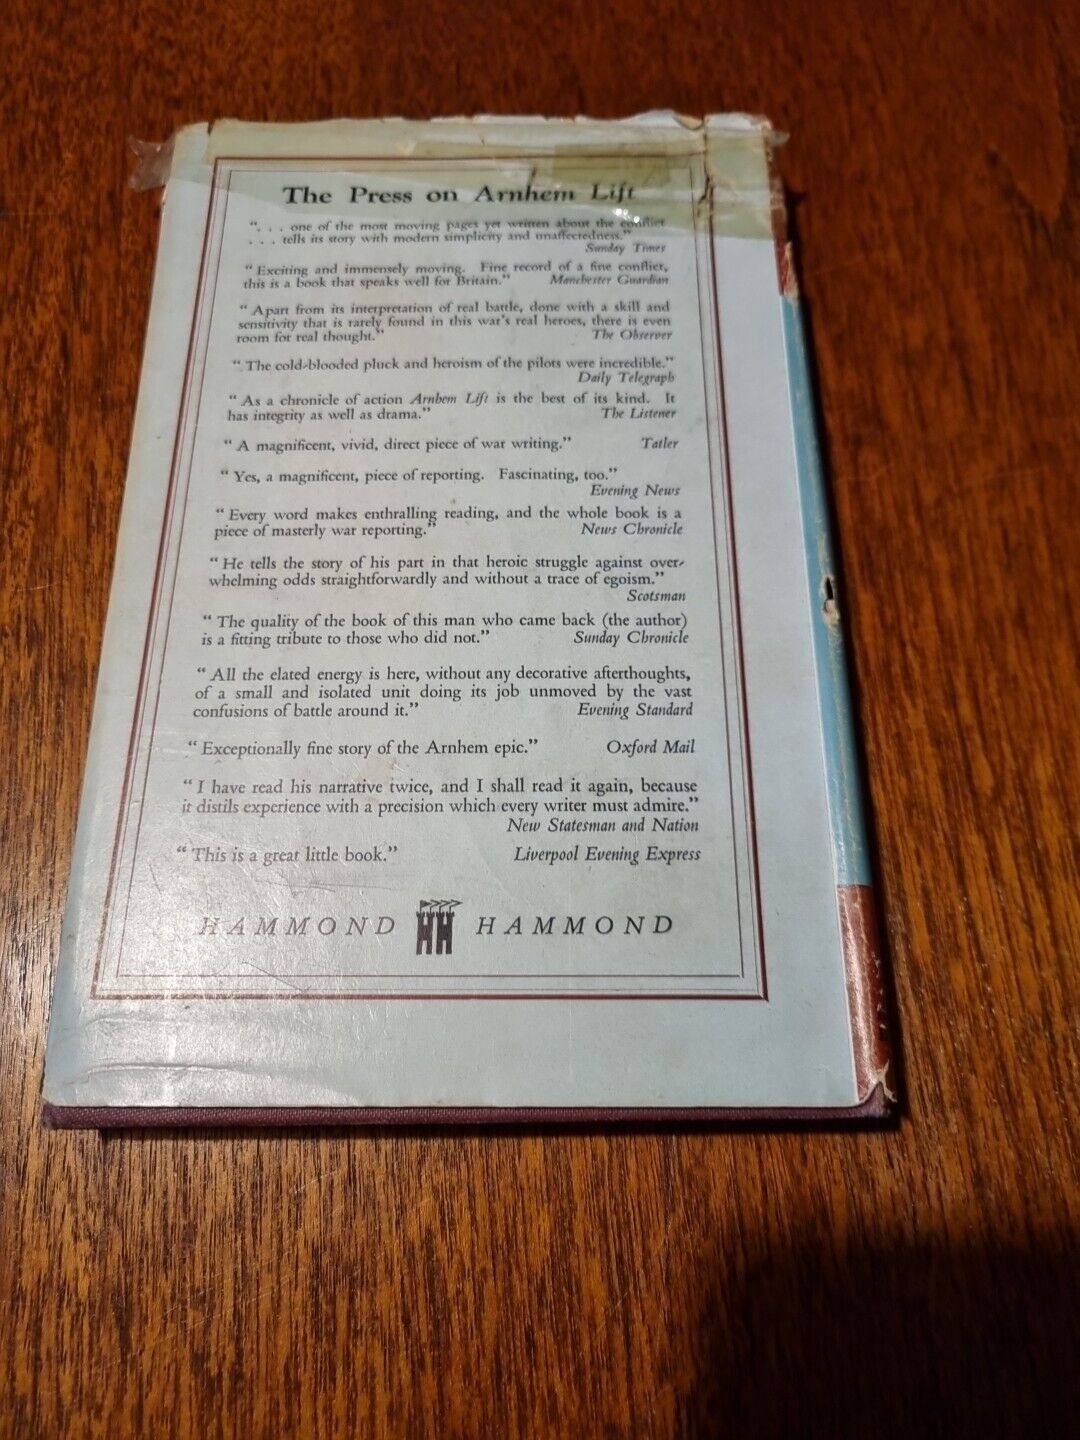 The Press on Arnhem Lift
". . . one of the most moving pages yet written about the conflict
. . . tells its story with modern simplicity and unaffectedness."
Sunday Times
"Exciting and immensely moving. Fine record of a fine conflict,
this is a book that speaks well for Britain." Manchester Guardian
"Apart from its interpretation of real battle, done with a skill and
sensitivity that is rarely found in this war's real heroes, there is even
room for real thought." The Observer
"The cold-blooded pluck and heroism of the pilots were incredible."
Daily Telegraph
"As a chronicle of action Arnhem Lift is the best of its kind. It
has integrity as well as drama." The Listener
"A magnificent, vivid, direct piece of war writing." Tatler
"Yes, a magnificent, piece of reporting. Fascinating, too."
Evening News
"Every word makes enthralling reading, and the whole book is a
piece of masterly war reporting." News Chronicle
"He tells the story of his part in that heroic struggle against over-
whelming odds straightforwardly and without a trace of egoism."
Scotsman
"The quality of the book of this man who came back (the author)
is a fitting tribute to those who did not." Sunday Chronicle
"All the elated energy is here, without any decorative afterthoughts,
of a small and isolated unit doing its job unmoved by the vast
confusions of battle around it." Evening Standard
"Exceptionally fine story of the Arnhem epic." Oxford Mail
"I have read his narrative twice, and I shall read it again, because
it distils experience with a precision which every writer must admire."
New Statesman and Nation
"This is a great little book." Liverpool Evening Express
HAMMOND HH HAMMOND